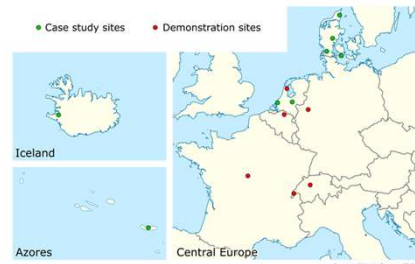 Case study sites
Demonstration sites
Iceland
Azores
Central Europe